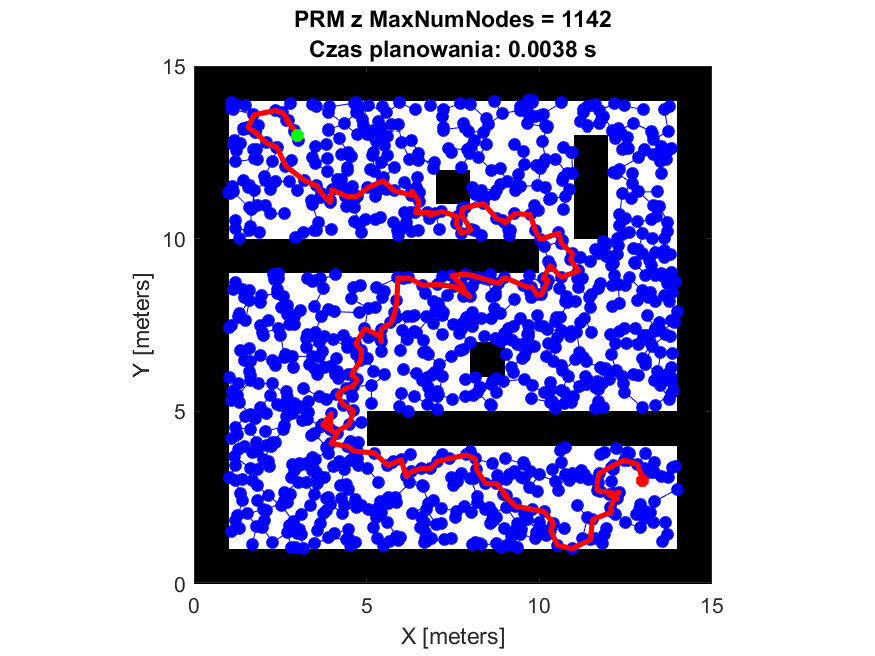 PRM z MaxNumNodes = 1142
Czas planowania: 0.0038 s
15
10
5
0
Y [meters]
0 5 10 15
X [meters]